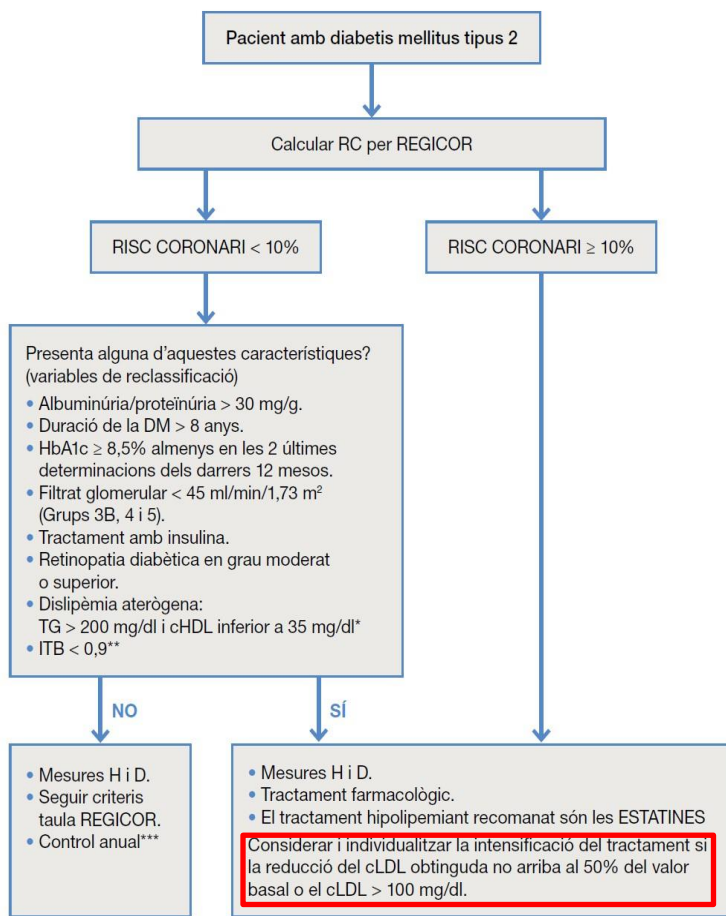 Pacient amb diabetis mellitus tipus 2
Calcular RC per REGICOR
RISC CORONARI < 10%
RISC CORONARI ≥ 10%
Presenta alguna d'aquestes característiques?
(variables de reclassificació)
• Albuminúria/proteïnúria > 30 mg/g.
• Duració de la DM > 8 anys.
• HbA1c ≥ 8,5% almenys en les 2 últimes
determinacions dels darrers 12 mesos.
• Filtrat glomerular < 45 ml/min/1,73 m²
(Grups 3B, 4 i 5).
• Tractament amb insulina.
• Retinopatia diabètica en grau moderat
o superior.
• Dislipèmia aterògena:
TG > 200 mg/dl i cHDL inferior a 35 mg/dl*
• ITB < 0,9**
NO
SÍ
• Mesures H i D.
• Seguir criteris
taula REGICOR.
• Control anual***
• Mesures H i D.
• Tractament farmacològic.
• El tractament hipolipemiant recomanat són les ESTATINES
Considerar i individualitzar la intensificació del tractament si
la reducció del cLDL obtinguda no arriba al 50% del valor
basal o el cLDL > 100 mg/dl.